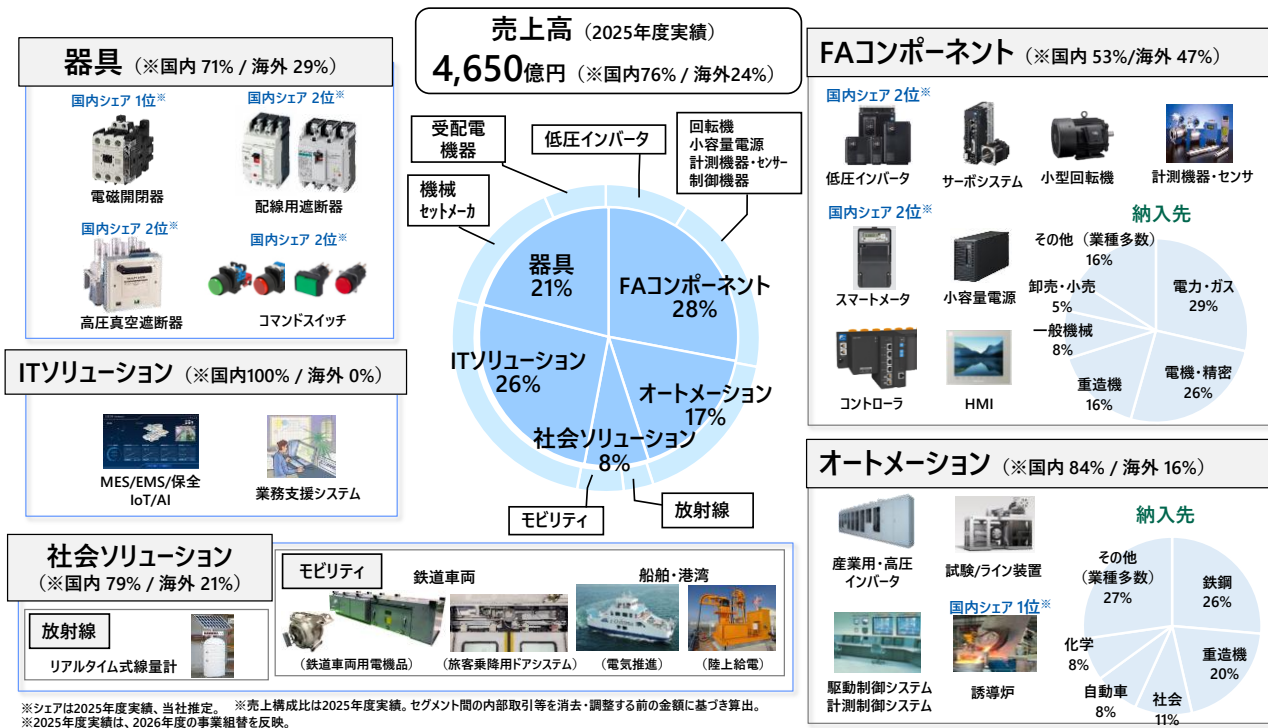 売上高（2025年度実績）
4,650億円（※国内76% / 海外24%）
器具（※国内 71% / 海外 29%）
国内シェア 1位※
電磁開閉器
国内シェア 2位※
配線用遮断器
国内シェア 2位※
高圧真空遮断器
国内シェア 2位※
コマンドスイッチ
ITソリューション（※国内100% / 海外 0%）
MES/EMS/保全
IoT/AI
業務支援システム
受配電
機器
低圧インバータ
回転機
小容量電源
計測機器・センサー
制御機器
機械
セットメーカ
器具
21%
FAコンポーネント
28%
ITソリューション
26%
オートメーション
17%
社会ソリューション
8%
モビリティ
放射線
FAコンポーネント（※国内 53%/海外 47%）
国内シェア 2位※
低圧インバータ
サーボシステム
小型回転機
計測機器・センサ
国内シェア 2位※
スマートメータ
小容量電源
コントローラ
HMI
納入先
その他（業種多数）
16%
卸売・小売
5%
一般機械
8%
重造機
16%
電力・ガス
29%
電機・精密
26%
オートメーション（※国内 84% / 海外 16%）
産業用・高圧
インバータ
試験/ライン装置
駆動制御システム
計測制御システム
国内シェア 1位※
誘導炉
納入先
その他
(業種多数)
27%
化学
8%
自動車
8%
社会
11%
重造機
20%
鉄鋼
26%
社会ソリューション
（※国内 79% / 海外 21%）
放射線
リアルタイム式線量計
モビリティ
鉄道車両
船舶・港湾
（鉄道車両用電機品）
（旅客乗降用ドアシステム）
（電気推進）
（陸上給電）
※シェアは2025年度実績、当社推定。 ※売上構成比は2025年度実績。セグメント間の内部取引等を消去・調整する前の金額に基づき算出。
※2025年度実績は、2026年度の事業組替を反映。